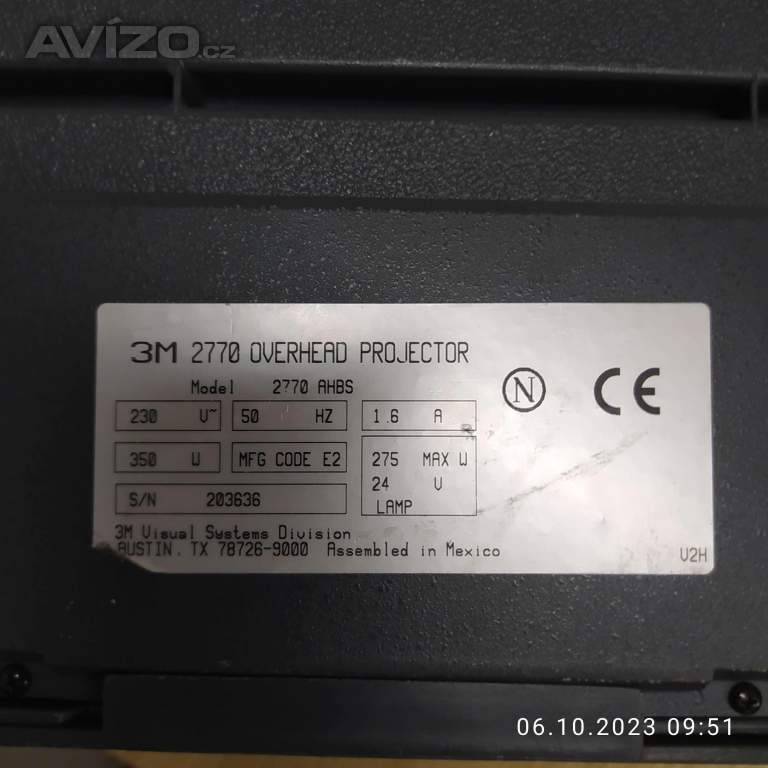 AVÍZO.cz
3M 2770 OVERHEAD PROJECTOR
Model 2770 AHBS
230 V~ 50 HZ 1.6 A
350 W MFG CODE E2 275 MAX W
24 V
S/N 203636 LAMP
3M Visual Systems Division
AUSTIN. TX 78726-9000 Assembled in Mexico
V2H
N
CE
06.10.2023 09:51